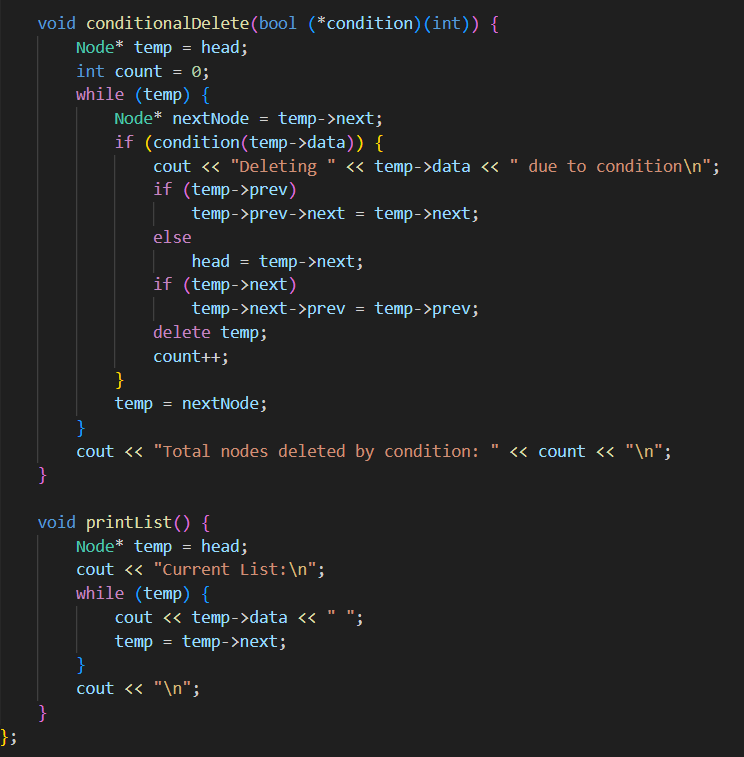 void conditionalDelete(bool (*condition)(int)) {
    Node* temp = head;
    int count = 0;
    while (temp) {
        Node* nextNode = temp->next;
        if (condition(temp->data)) {
            cout << "Deleting " << temp->data << " due to condition\n";
            if (temp->prev)
                temp->prev->next = temp->next;
            else
                head = temp->next;
            if (temp->next)
                temp->next->prev = temp->prev;
            delete temp;
            count++;
        }
        temp = nextNode;
    }
    cout << "Total nodes deleted by condition: " << count << "\n";
}

void printList() {
    Node* temp = head;
    cout << "Current List:\n";
    while (temp) {
        cout << temp->data << " ";
        temp = temp->next;
    }
    cout << "\n";
}
};